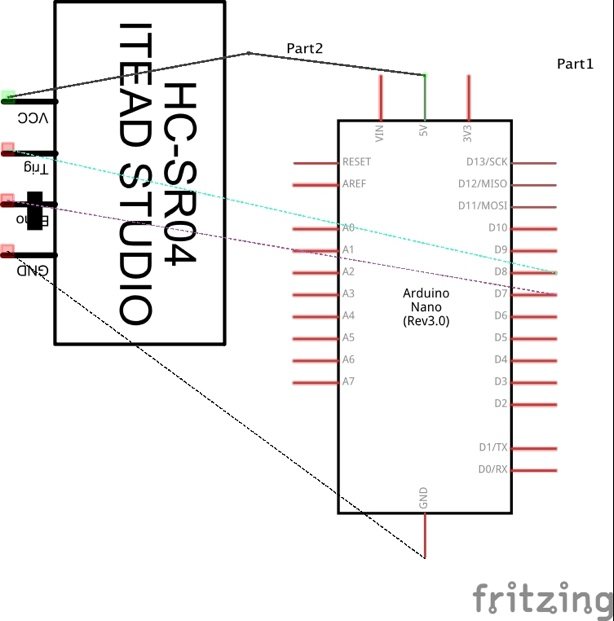 Part2
Part1
HC-SR04
ITEAD STUDIO
VCC
Trig
GND
VIN
5V
3V3
RESET
AREF
A0
A1
A2
A3
A4
A5
A6
A7
Arduino
Nano
(Rev3.0)
D13/SCK
D12/MISO
D11/MOSI
D10
D9
D8
D7
D6
D5
D4
D3
D2
D1/TX
D0/RX
GND
fritzing